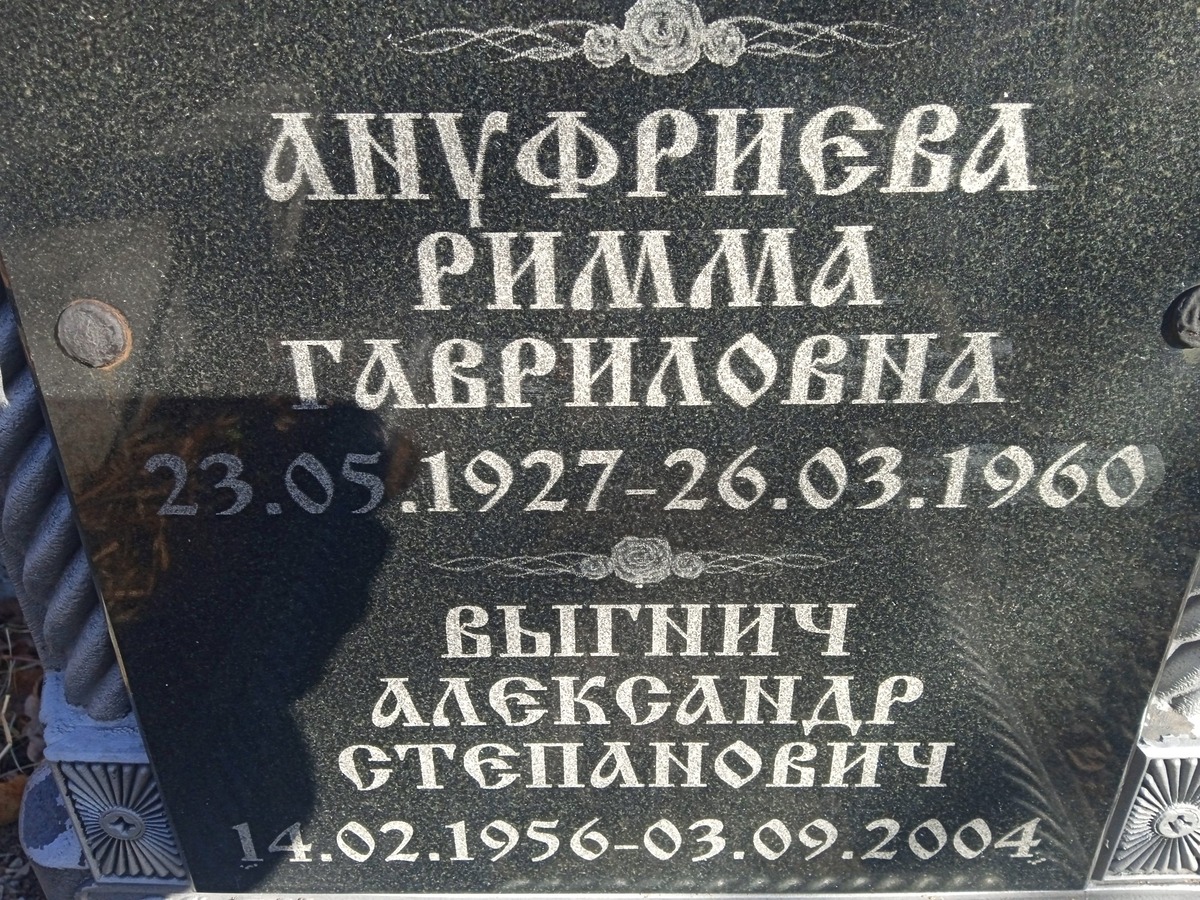 АНУФРИЕВА
РИММА
ГАВРИЛОВНА
23.05.1927-26.03.1960
ВЫГНИЧ
АЛЕКСАНДР
СТЕПАНОВИЧ
14.02.1956-03.09.2004